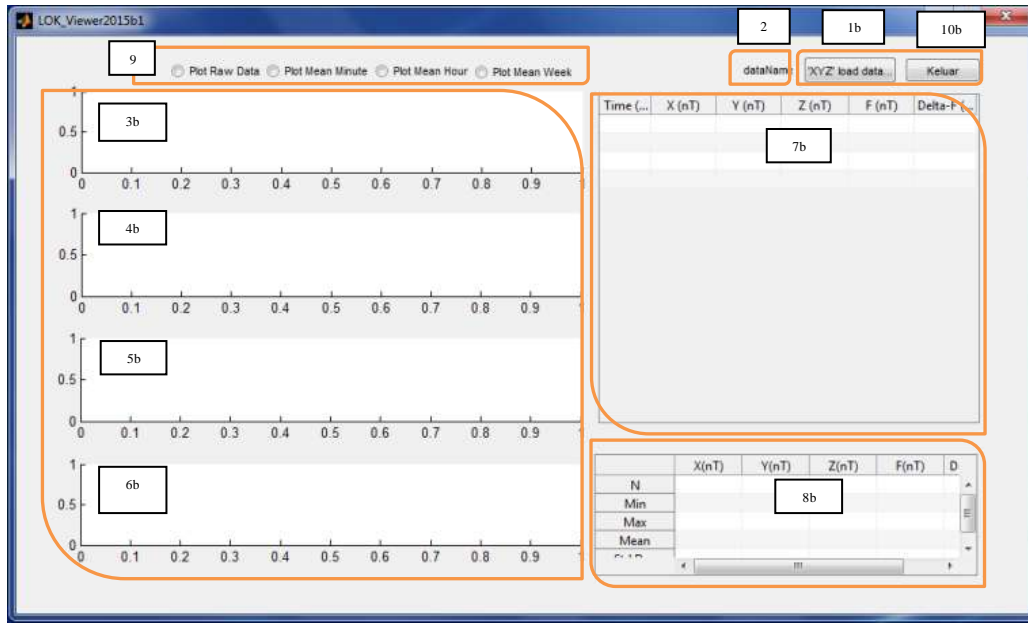 LOK_Viewer2015b1
2 1b 10b
9
Plot Raw Data Plot Mean Minute Plot Mean Hour Plot Mean Week
dataNam 'XYZ' load data... Keluar
1
0.5
0
0 0.1 0.2 0.3 0.4 0.5 0.6 0.7 0.8 0.9 1
3b
1
0.5
0
0 0.1 0.2 0.3 0.4 0.5 0.6 0.7 0.8 0.9
4b
1
0.5
0
0 0.1 0.2 0.3 0.4 0.5 0.6 0.7 0.8 0.9 1
5b
1
0.5
0
0 0.1 0.2 0.3 0.4 0.5 0.6 0.7 0.8 0.9
6b
Time (... X (nT) Y (nT) Z (nT) F (nT) Delta-F (...
7b
X(nT) Y(nT) Z(nT) F(nT) D
N
Min
Max
Mean
8b